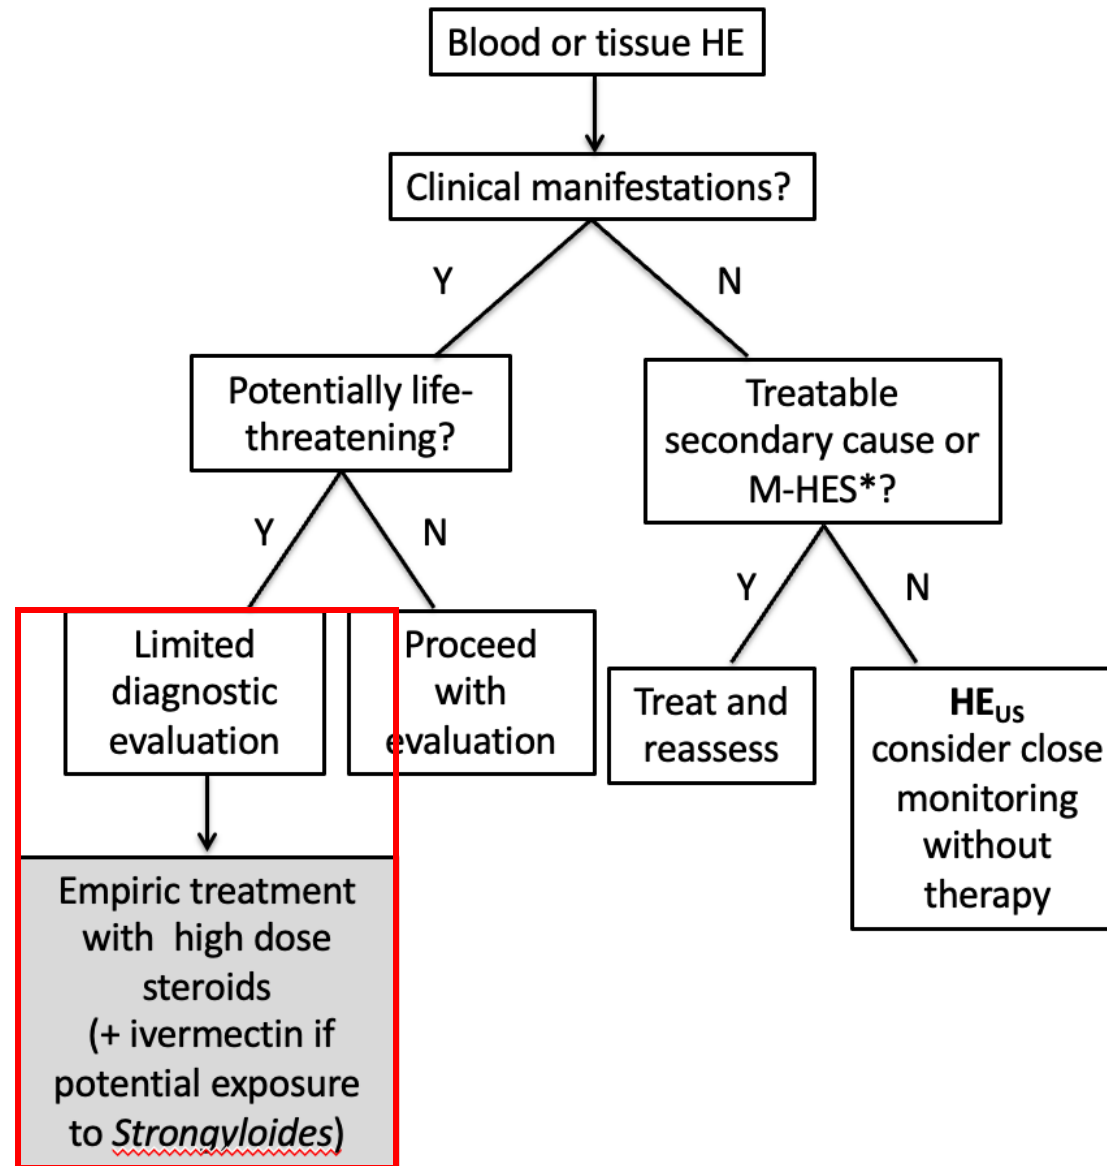 Blood or tissue HE
Clinical manifestations?
Y
N
Potentially life-
threatening?
Treatable
secondary cause or
M-HES*?
Y
N
Y
N
Limited
diagnostic
evaluation
Proceed
with
evaluation
Treat and
reassess
HEUS
consider close
monitoring
without
therapy
Empiric treatment
with high dose
steroids
(+ ivermectin if
potential exposure
to Strongyloides)